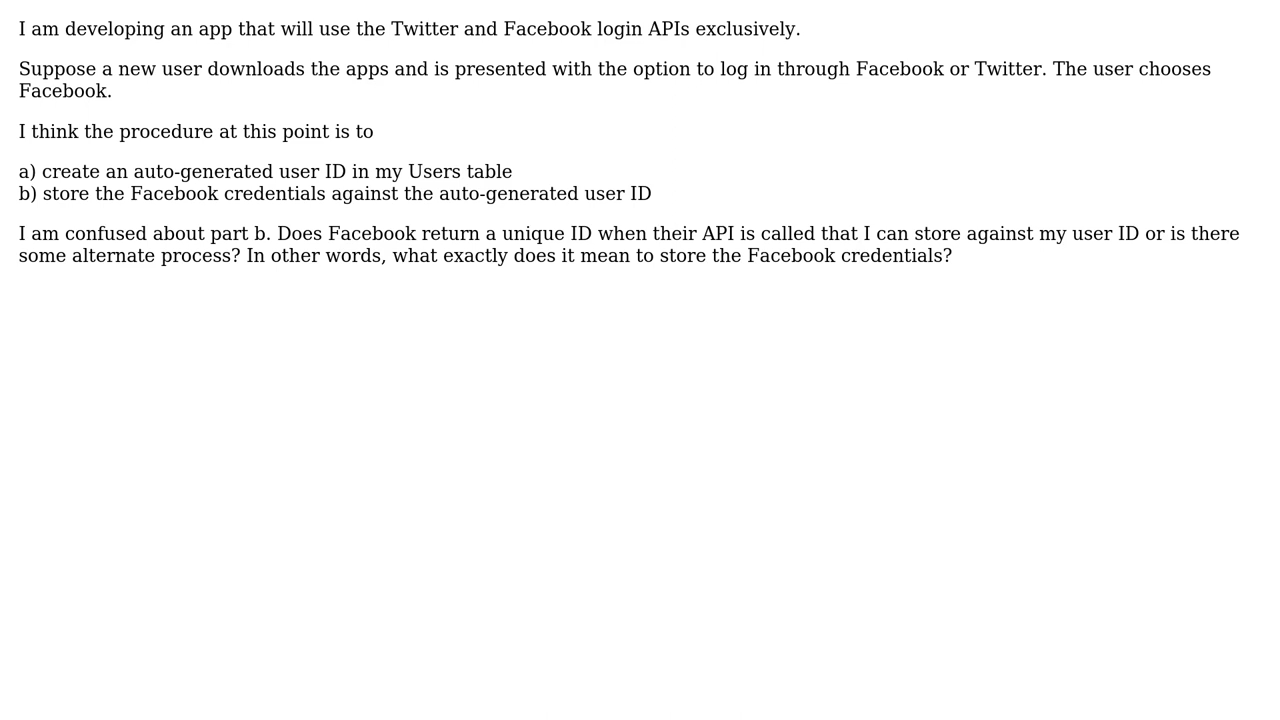 I am developing an app that will use the Twitter and Facebook login APIs exclusively.
Suppose a new user downloads the apps and is presented with the option to log in through Facebook or Twitter. The user chooses
Facebook.
I think the procedure at this point is to
a) create an auto-generated user ID in my Users table
b) store the Facebook credentials against the auto-generated user ID
I am confused about part b. Does Facebook return a unique ID when their API is called that I can store against my user ID or is there
some alternate process? In other words, what exactly does it mean to store the Facebook credentials?